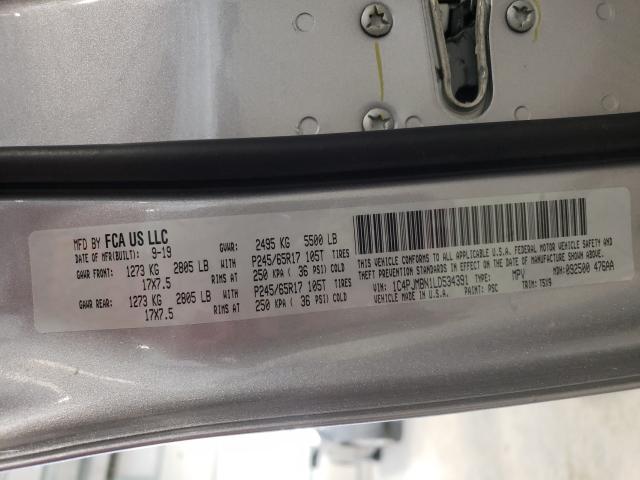 MFD BY FCA US LLC
DATE OF MFR(BUILT): 9-19 GVWR: 2495 KG 5500 LB
GAWR FRONT: 1273 KG 2805 LB WITH P245/65R17 105T TIRES
17X7.5 RIMS AT 250 KPA ( 36 PSI) COLD
GAWR REAR: 1273 KG 2805 LB WITH P245/65R17 105T TIRES
17X7.5 RIMS AT 250 KPA ( 36 PSI) COLD
THIS VEHICLE CONFORMS TO ALL APPLICABLE U.S.A. FEDERAL MOTOR VEHICLE SAFETY
AND THEFT PREVENTION STANDARDS IN EFFECT ON THE DATE OF MANUFACTURE SHOWN ABOVE.
VIN: 1C4PJMBN1LD534391 TYPE: MPV MDH: 092500 476AA
VEHICLE MADE IN U.S.A. PAINT: PSC TRIM: TSX9